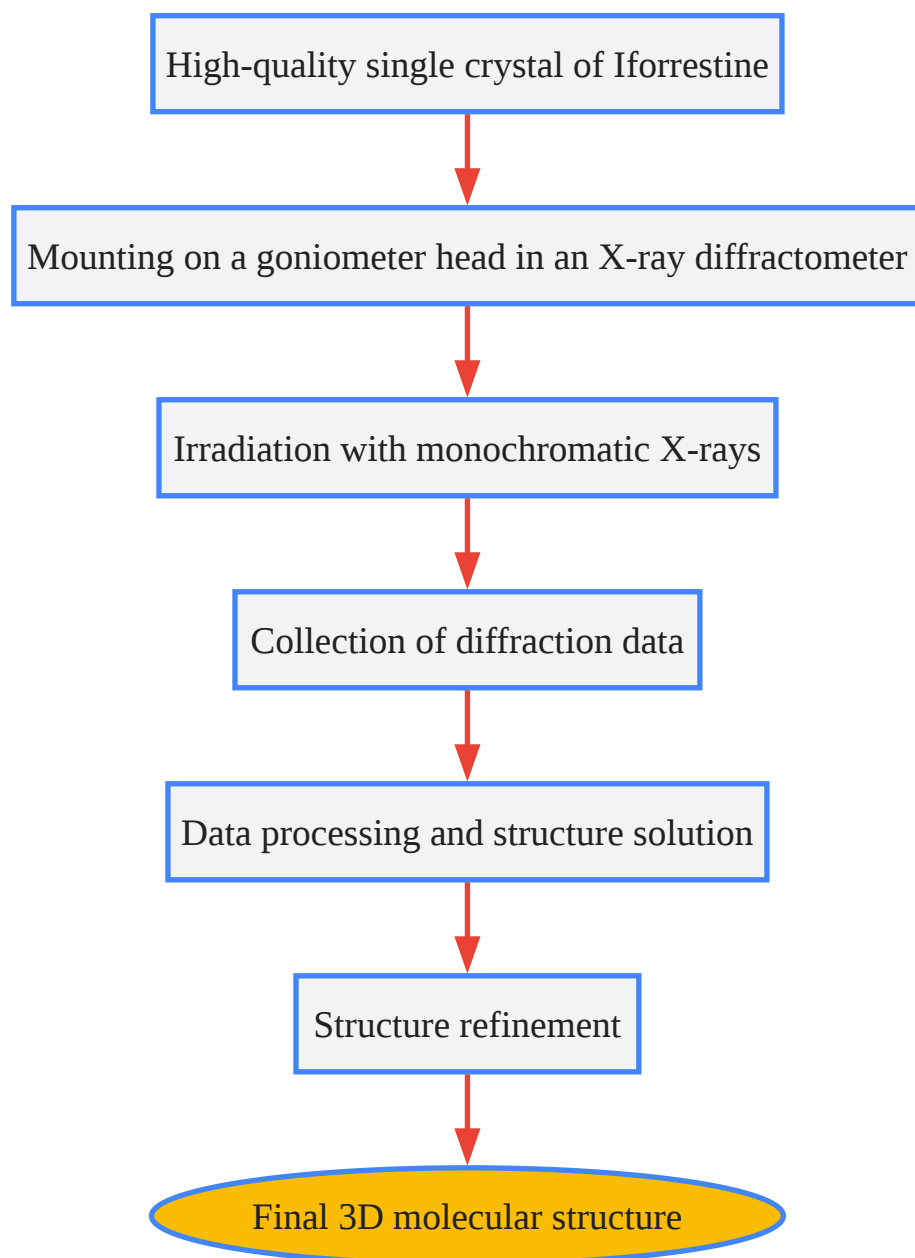 High-quality single crystal of Iforrestine
Mounting on a goniometer head in an X-ray diffractometer
Irradiation with monochromatic X-rays
Collection of diffraction data
Data processing and structure solution
Structure refinement
Final 3D molecular structure